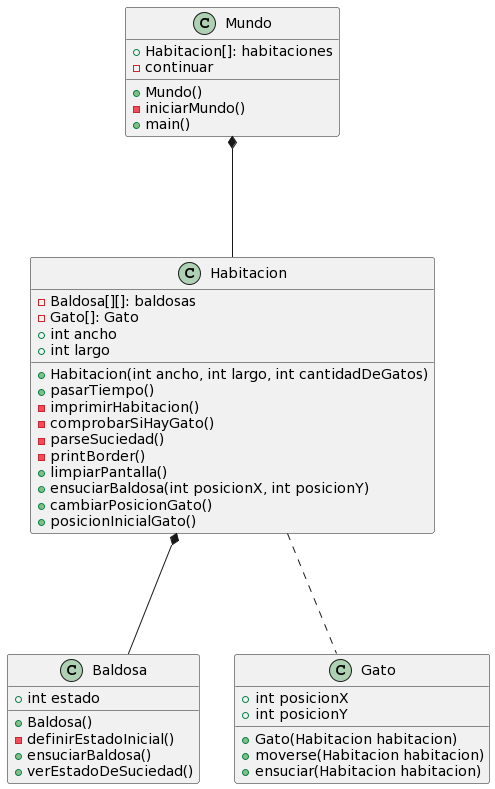 C Mundo
Habitacion[]: habitaciones
continuar
Mundo()
iniciarMundo()
main()
C Habitacion
Baldosa[][]: baldosas
Gato[]: Gato
int ancho
int largo
Habitacion(int ancho, int largo, int cantidadDeGatos)
pasarTiempo()
imprimirHabitacion()
comprobarSiHayGato()
parseSuciedad()
printBorder()
limpiarPantalla()
ensuciarBaldosa(int posicionX, int posicionY)
cambiarPosicionGato()
posicionInicialGato()
C Baldosa
int estado
Baldosa()
definirEstadoInicial()
ensuciarBaldosa()
verEstadoDeSuciedad()
C Gato
int posicionX
int posicionY
Gato(Habitacion habitacion)
moverse(Habitacion habitacion)
ensuciar(Habitacion habitacion)